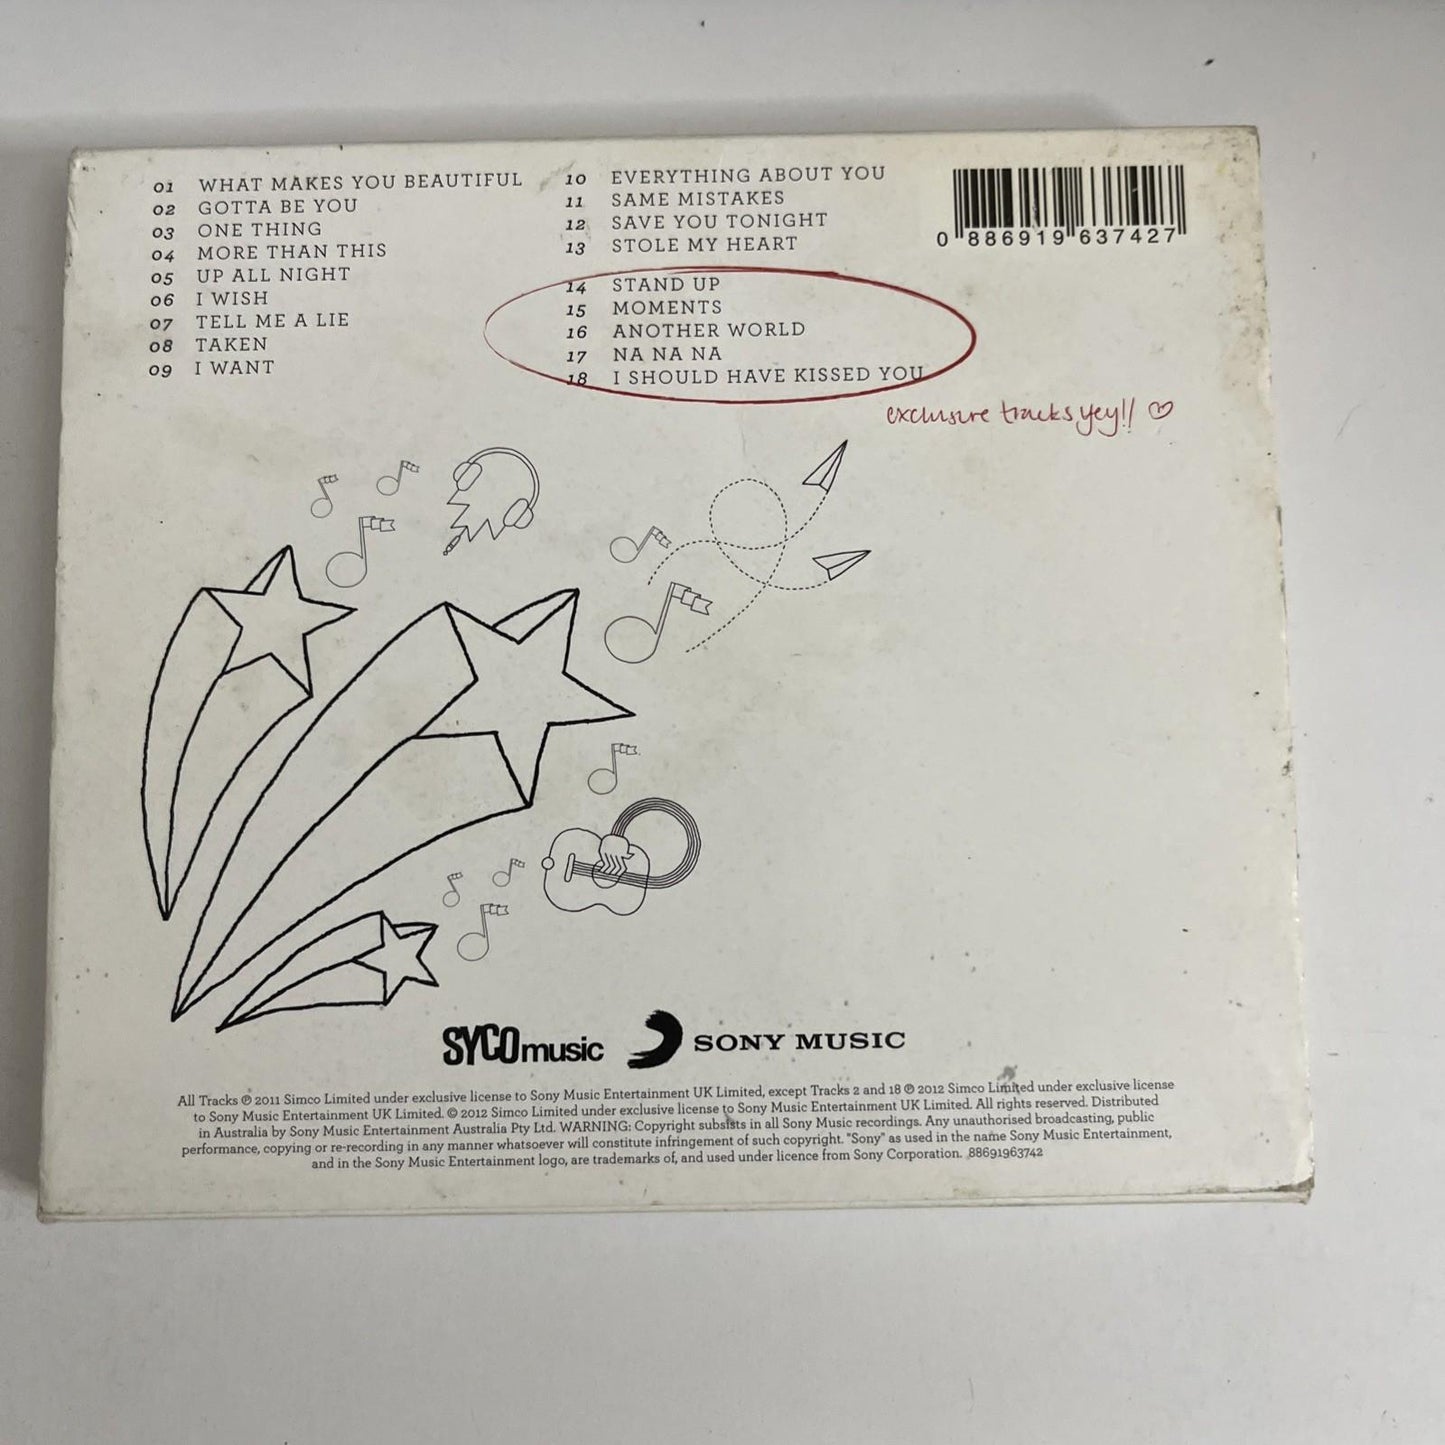 01 WHAT MAKES YOU BEAUTIFUL
02 GOTTA BE YOU
03 ONE THING
04 MORE THAN THIS
05 UP ALL NIGHT
06 I WISH
07 TELL ME A LIE
08 TAKEN
09 I WANT
10 EVERYTHING ABOUT YOU
11 SAME MISTAKES
12 SAVE YOU TONIGHT
13 STOLE MY HEART
14 STAND UP
15 MOMENTS
16 ANOTHER WORLD
17 NA NA NA
18 I SHOULD HAVE KISSED YOU
exclusive tracks yey!! ♡
0 886919 637427
SYCOmusic
SONY MUSIC
All Tracks ℗ 2011 Simco Limited under exclusive license to Sony Music Entertainment UK Limited, except Tracks 2 and 18 ℗ 2012 Simco Limited under exclusive license
to Sony Music Entertainment UK Limited. © 2012 Simco Limited under exclusive license to Sony Music Entertainment UK Limited. All rights reserved. Distributed
in Australia by Sony Music Entertainment Australia Pty Ltd. WARNING: Copyright subsists in all Sony Music recordings. Any unauthorised broadcasting, public
performance, copying or re-recording in any manner whatsoever will constitute infringement of such copyright. "Sony" as used in the name Sony Music Entertainment,
and in the Sony Music Entertainment logo, are trademarks of, and used under licence from Sony Corporation. 88691963742